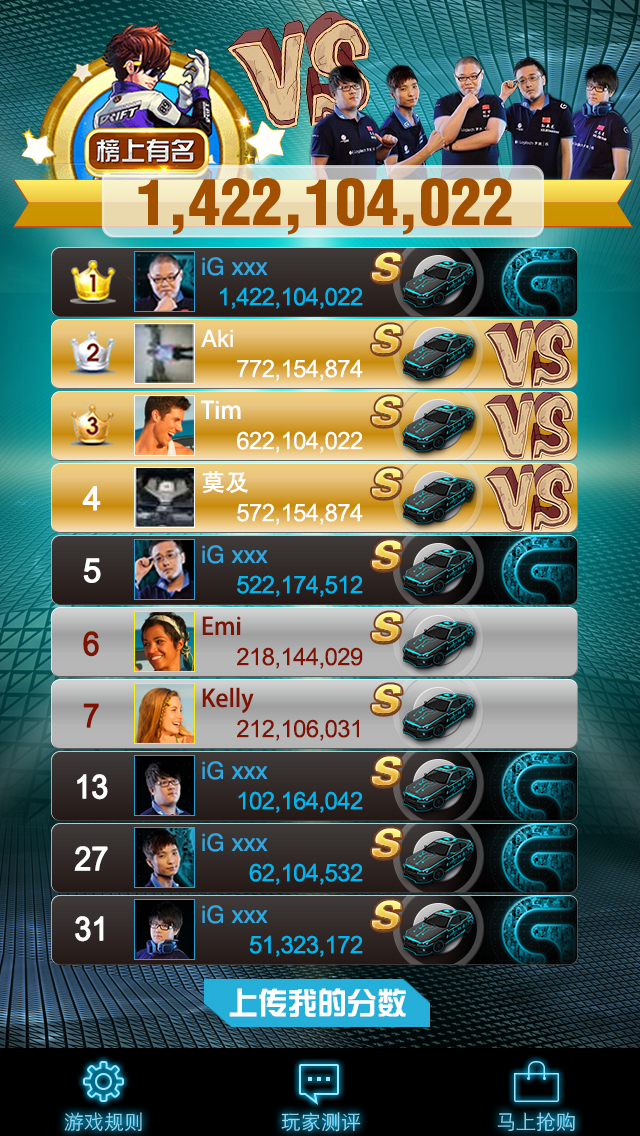 VS
DRIFT
榜上有名
1,422,104,022
1 iG xxx S
1,422,104,022
2 Aki S VS
772,154,874
3 Tim S VS
622,104,022
4 莫及 S VS
572,154,874
5 iG xxx S
522,174,512
6 Emi S
218,144,029
7 Kelly S
212,106,031
13 iG xxx S
102,164,042
27 iG xxx S
62,104,532
31 iG xxx S
51,323,172
上传我的分数
游戏规则 玩家测评 马上抢购